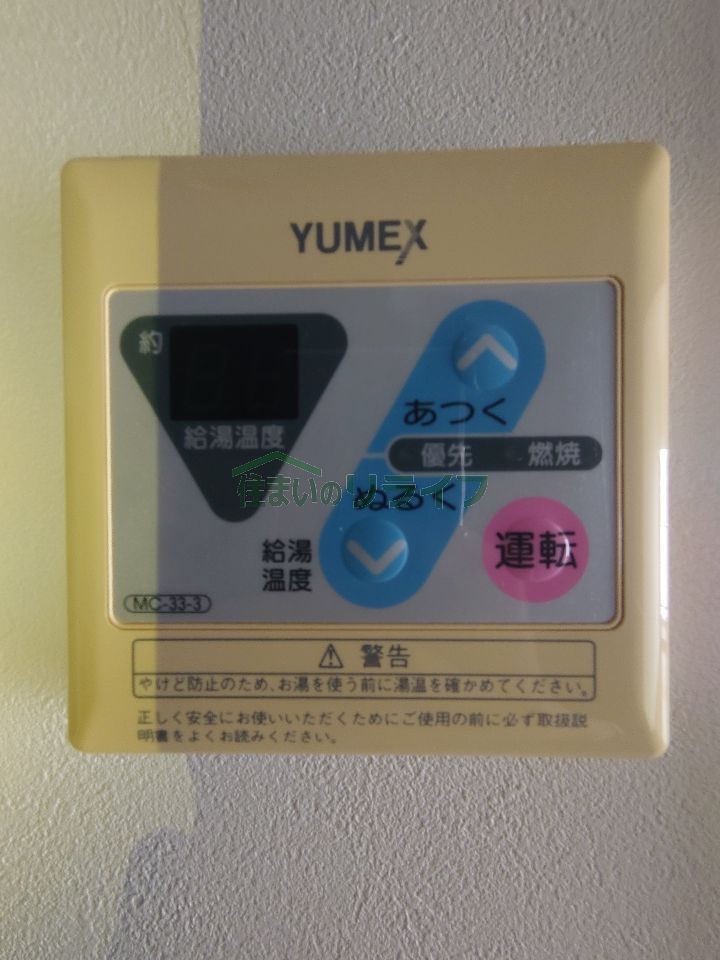 YUMEX
約
給湯温度
あつく
優先 燃焼
住まいのリライフ
ぬるく
給湯
温度
運転
MC-33-3
⚠ 警告
やけど防止のため、お湯を使う前に湯温を確かめてください。
正しく安全にお使いいただくためにご使用の前に必ず取扱説
明書をよくお読みください。